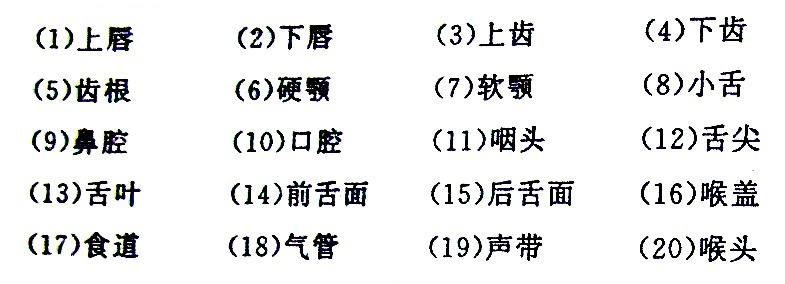 (1)上唇 (2)下唇 (3)上齿 (4)下齿
(5)齿根 (6)硬颚 (7)软颚 (8)小舌
(9)鼻腔 (10)口腔 (11)咽头 (12)舌尖
(13)舌叶 (14)前舌面 (15)后舌面 (16)喉盖
(17)食道 (18)气管 (19)声带 (20)喉头